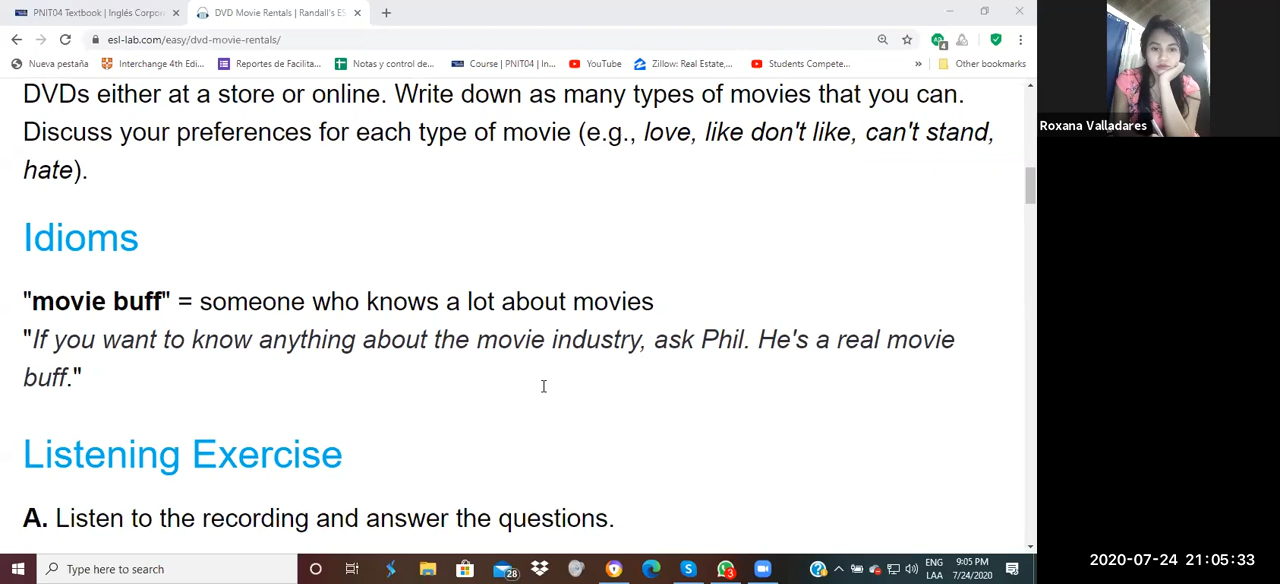 PNIT04 Textbook | Inglés Corpor
DVD Movie Rentals | Randall's ES
esl-lab.com/easy/dvd-movie-rentals/
4
Nueva pestaña
Interchange 4th Edi...
Reportes de Facilita...
Notas y control de...
Course | PNIT04 | In...
YouTube
Zillow: Real Estate,...
Students Compete...
»
Other bookmarks
DVDs either at a store or online. Write down as many types of movies that you can.
Discuss your preferences for each type of movie (e.g., love, like don't like, can't stand,
hate).
Idioms
"movie buff" = someone who knows a lot about movies
"If you want to know anything about the movie industry, ask Phil. He's a real movie
buff."
Listening Exercise
A. Listen to the recording and answer the questions.
Roxana Valladares
Type here to search
28
3
ENG
LAA
9:05 PM
7/24/2020
2020-07-24 21:05:33